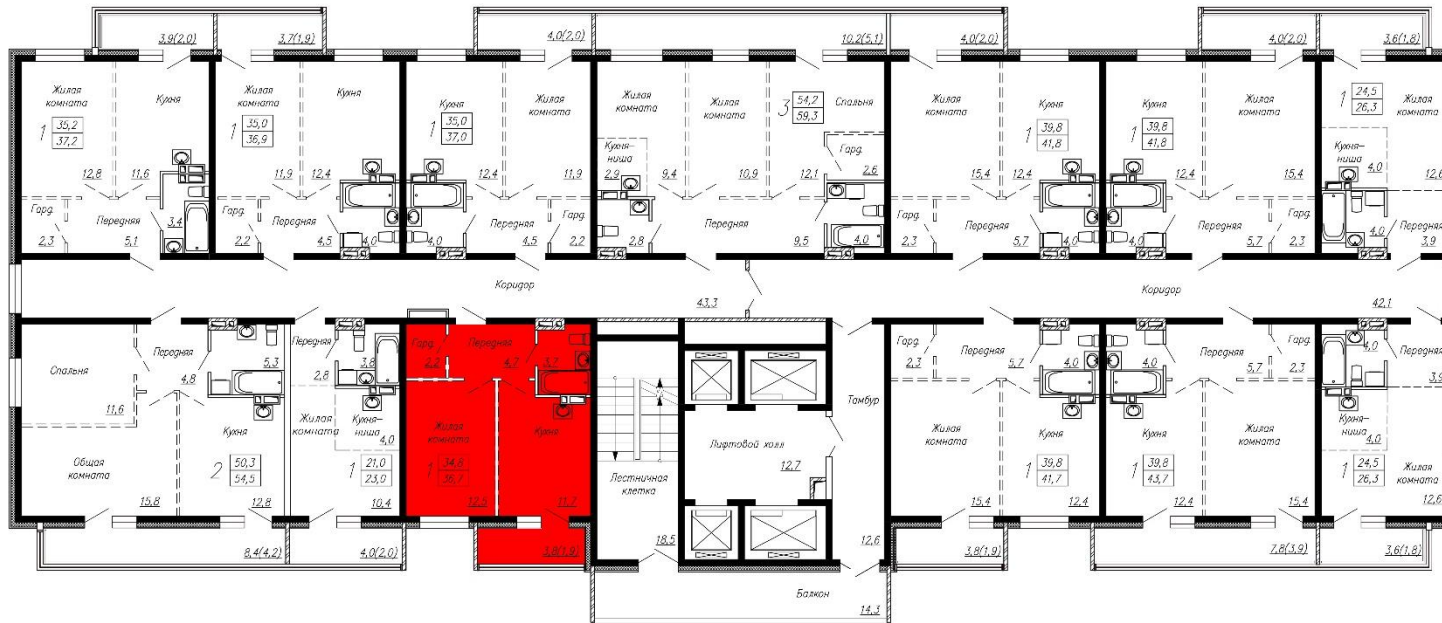 3,9(2,0)
3,7(1,9)
4,0(2,0)
10,2(5,1)
4,0(2,0)
4,0(2,0)
3,6(1,8)
Жилая
комната
Кухня
1
35,2
37,2
12,8
11,6
Гард.
2,3
Передняя
5,1
3,4
Жилая
комната
Кухня
1
35,0
36,9
11,9
12,4
Гард.
2,2
Передняя
4,5
4,0
Кухня
Жилая
комната
1
35,0
37,0
12,4
11,9
4,0
Передняя
4,5
Гард.
2,2
Жилая
комната
Жилая
комната
Спальня
3
54,2
59,3
Кухня-
ниша
2,9
9,4
10,9
12,1
Гард.
2,6
2,8
Передняя
9,5
4,0
Жилая
комната
Кухня
1
39,8
41,8
15,4
12,4
Гард.
2,3
Передняя
5,7
4,0
Кухня
Жилая
комната
1
39,8
41,8
12,4
15,4
4,0
Передняя
5,7
Гард.
2,3
24,5
26,3
1
Жилая
комната
Кухня-
ниша
4,0
12,6
4,0
Передняя
3,9
Коридор
43,3
Коридор
42,1
Спальня
11,6
Передняя
4,8
5,3
Общая
комната
15,8
Кухня
12,8
2
50,3
54,5
8,4(4,2)
Передняя
2,8
3,8
Жилая
комната
Кухня-
ниша
4,0
1
21,0
23,0
10,4
4,0(2,0)
Гард.
2,2
Передняя
4,7
3,7
Жилая
комната
Кухня
1
34,8
36,7
12,5
11,7
3,8(1,9)
Лестничная
клетка
18,5
Лифтовой холл
12,7
Тамбур
12,6
Балкон
14,3
Гард.
2,3
Передняя
5,7
4,0
Жилая
комната
Кухня
1
39,8
41,7
15,4
12,4
3,8(1,9)
4,0
Передняя
5,7
Гард.
2,3
Кухня
Жилая
комната
1
39,8
43,7
12,4
15,4
7,8(3,9)
4,0
Передняя
3,9
Кухня-
ниша
4,0
1
24,5
26,3
Жилая
комната
12,6
3,6(1,8)